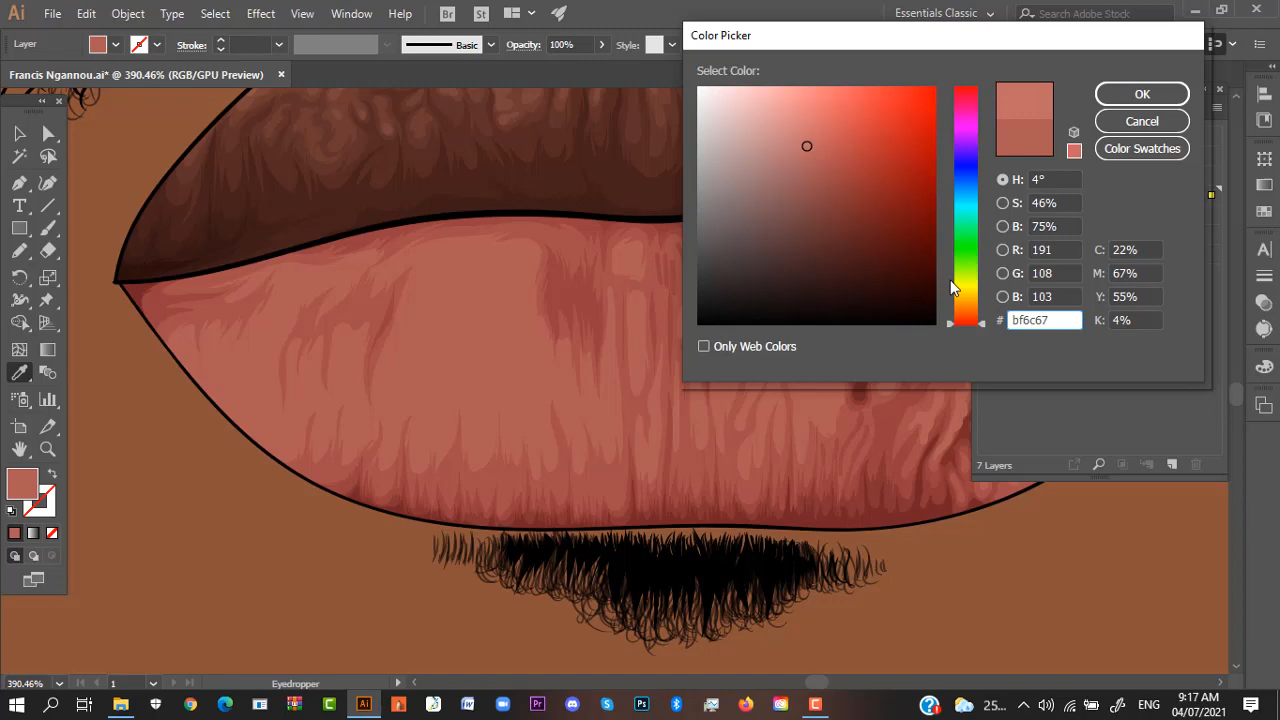 Ai File Edit Object Type Select Effect View Window Help Br St Essentials Classic Search Adobe Stock
Layer Stroke: Basic Opacity: 100% Style:
Francis Ngannou.ai* @ 390.46% (RGB/GPU Preview)
Color Picker
Select Color:
OK
Cancel
Color Swatches
H: 4°
S: 46% C: 22%
B: 75%
R: 191
G: 108 M: 67%
B: 103 Y: 55%
# bf6c67 K: 4%
Only Web Colors
7 Layers
390.46% 1 Eyedropper
25... ENG 9:17 AM
04/07/2021